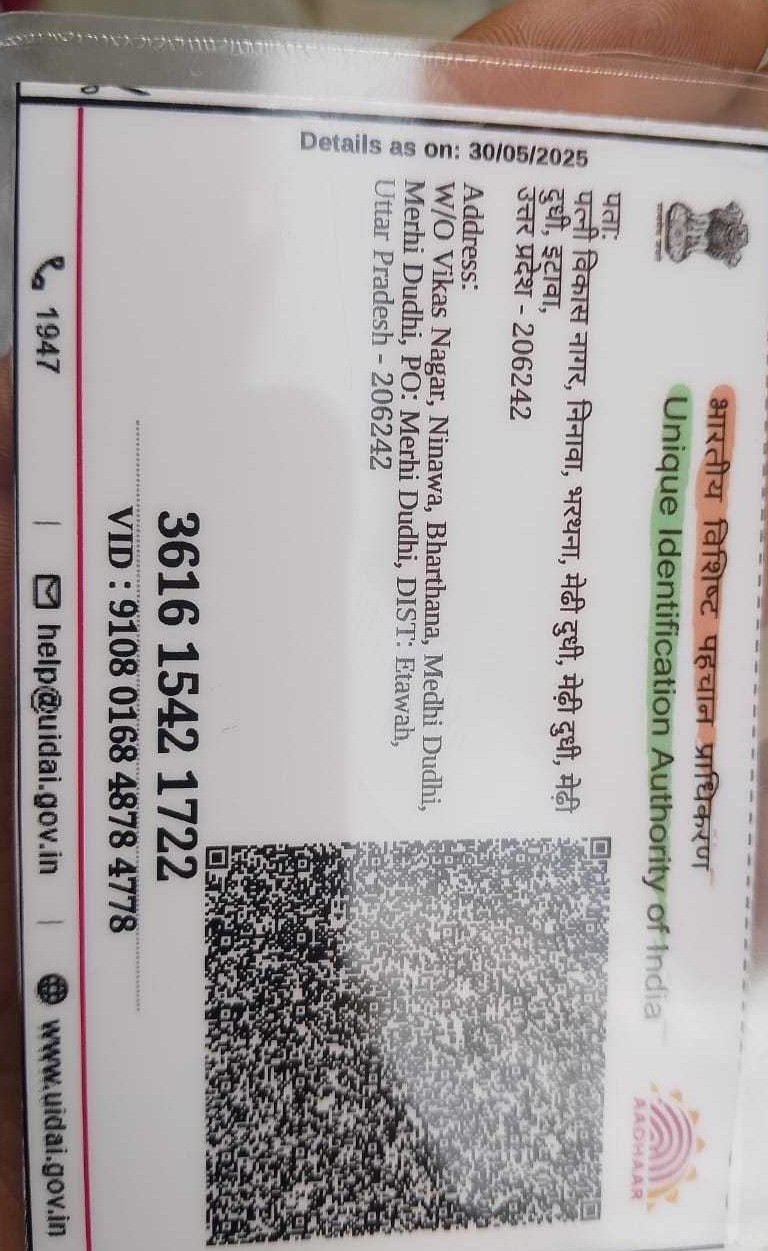 भारतीय विशिष्ट पहचान प्राधिकरण
Unique Identification Authority of India
AADHAAR
Details as on: 30/05/2025
पता:
पत्नी विकास नागर, निनावा, भरथना, मेढी दुधी, मेढ़ी दुधी, मेढ़ी
दुधी, इटावा,
उत्तर प्रदेश - 206242
Address:
W/O Vikas Nagar, Ninawa, Bharthana, Medhi Dudhi,
Merhi Dudhi, PO: Merhi Dudhi, DIST: Etawah,
Uttar Pradesh - 206242
3616 1542 1722
VID : 9108 0168 4878 4778
1947 | help@uidai.gov.in | www.uidai.gov.in